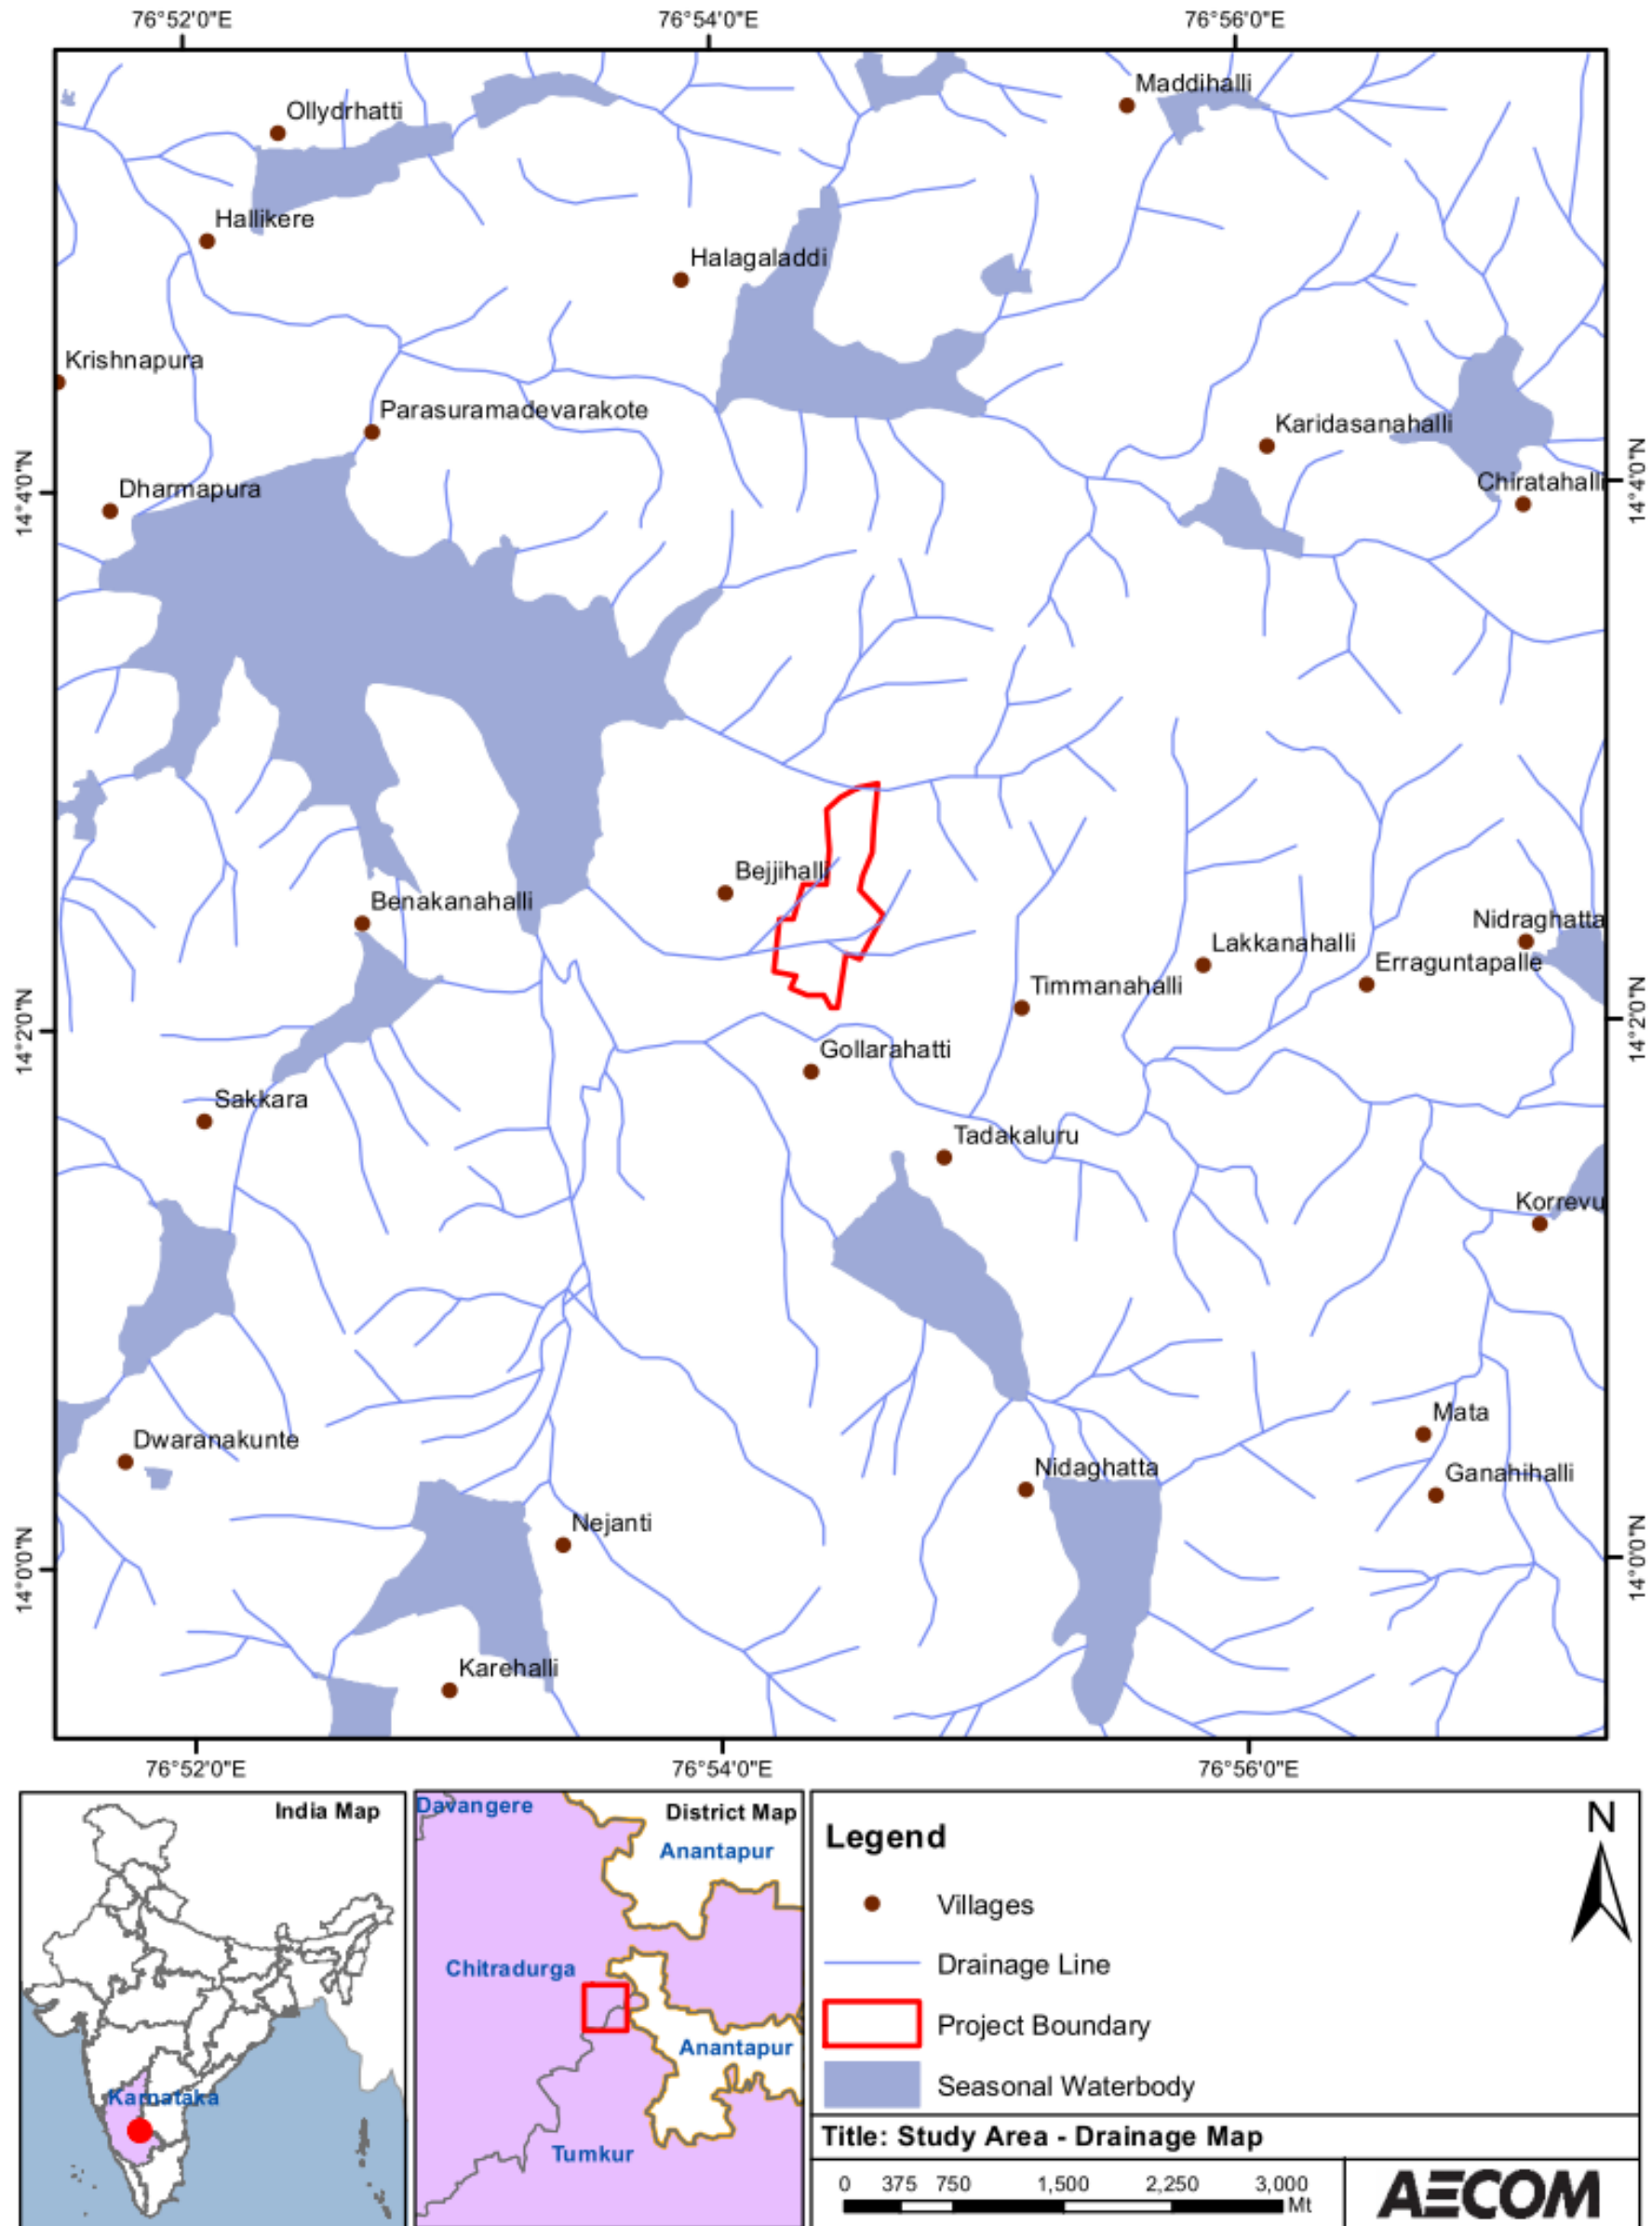 76°52'0"E 76°54'0"E 76°56'0"E
Maddihalli
Ollydrhatti
Hallikere
Halagaladdi
Krishnapura
Parasuramadevarakote
Karidasanahalli
14°4'0"N
Dharmapura
Chiratahalli
14°4'0"N
Bejjihalli
Benakanahalli
Nidraghatta
Lakkanahalli
Erraguntapalle
Timmanahalli
14°2'0"N
14°2'0"N
Gollarahatti
Sakkara
Tadakaluru
Korrevu
Mata
Dwaranakunte
Nidaghatta
Ganahihalli
Nejanti
14°0'0"N
14°0'0"N
Karehalli
76°52'0"E 76°54'0"E 76°56'0"E
India Map
Karnataka
Davangere
District Map
Anantapur
Chitradurga
Anantapur
Tumkur
N
Legend
Villages
Drainage Line
Project Boundary
Seasonal Waterbody
Title: Study Area - Drainage Map
0 375 750 1,500 2,250 3,000
Mt
AECOM